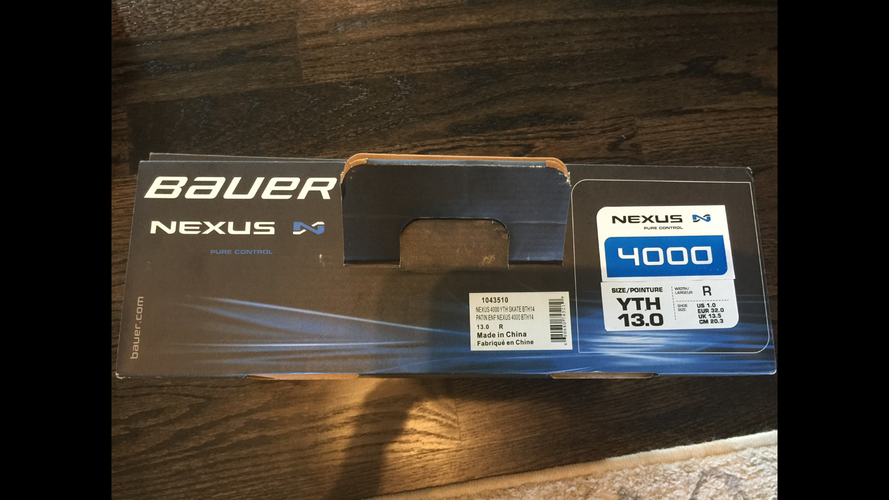 BAUER
NEXUS
PURE CONTROL
bauer.com
1043510
NEXUS 4000 YTH SKATE BTH14
PATIN ENF NEXUS 4000 BTH14
13.0 R
Made in China
Fabriqué en Chine
NEXUS
PURE CONTROL
4000
SIZE/POINTURE
YTH
13.0
WIDTH/
LARGEUR
R
SHOE
SIZE
US 1.0
EUR 32.0
UK 13.5
CM 20.3